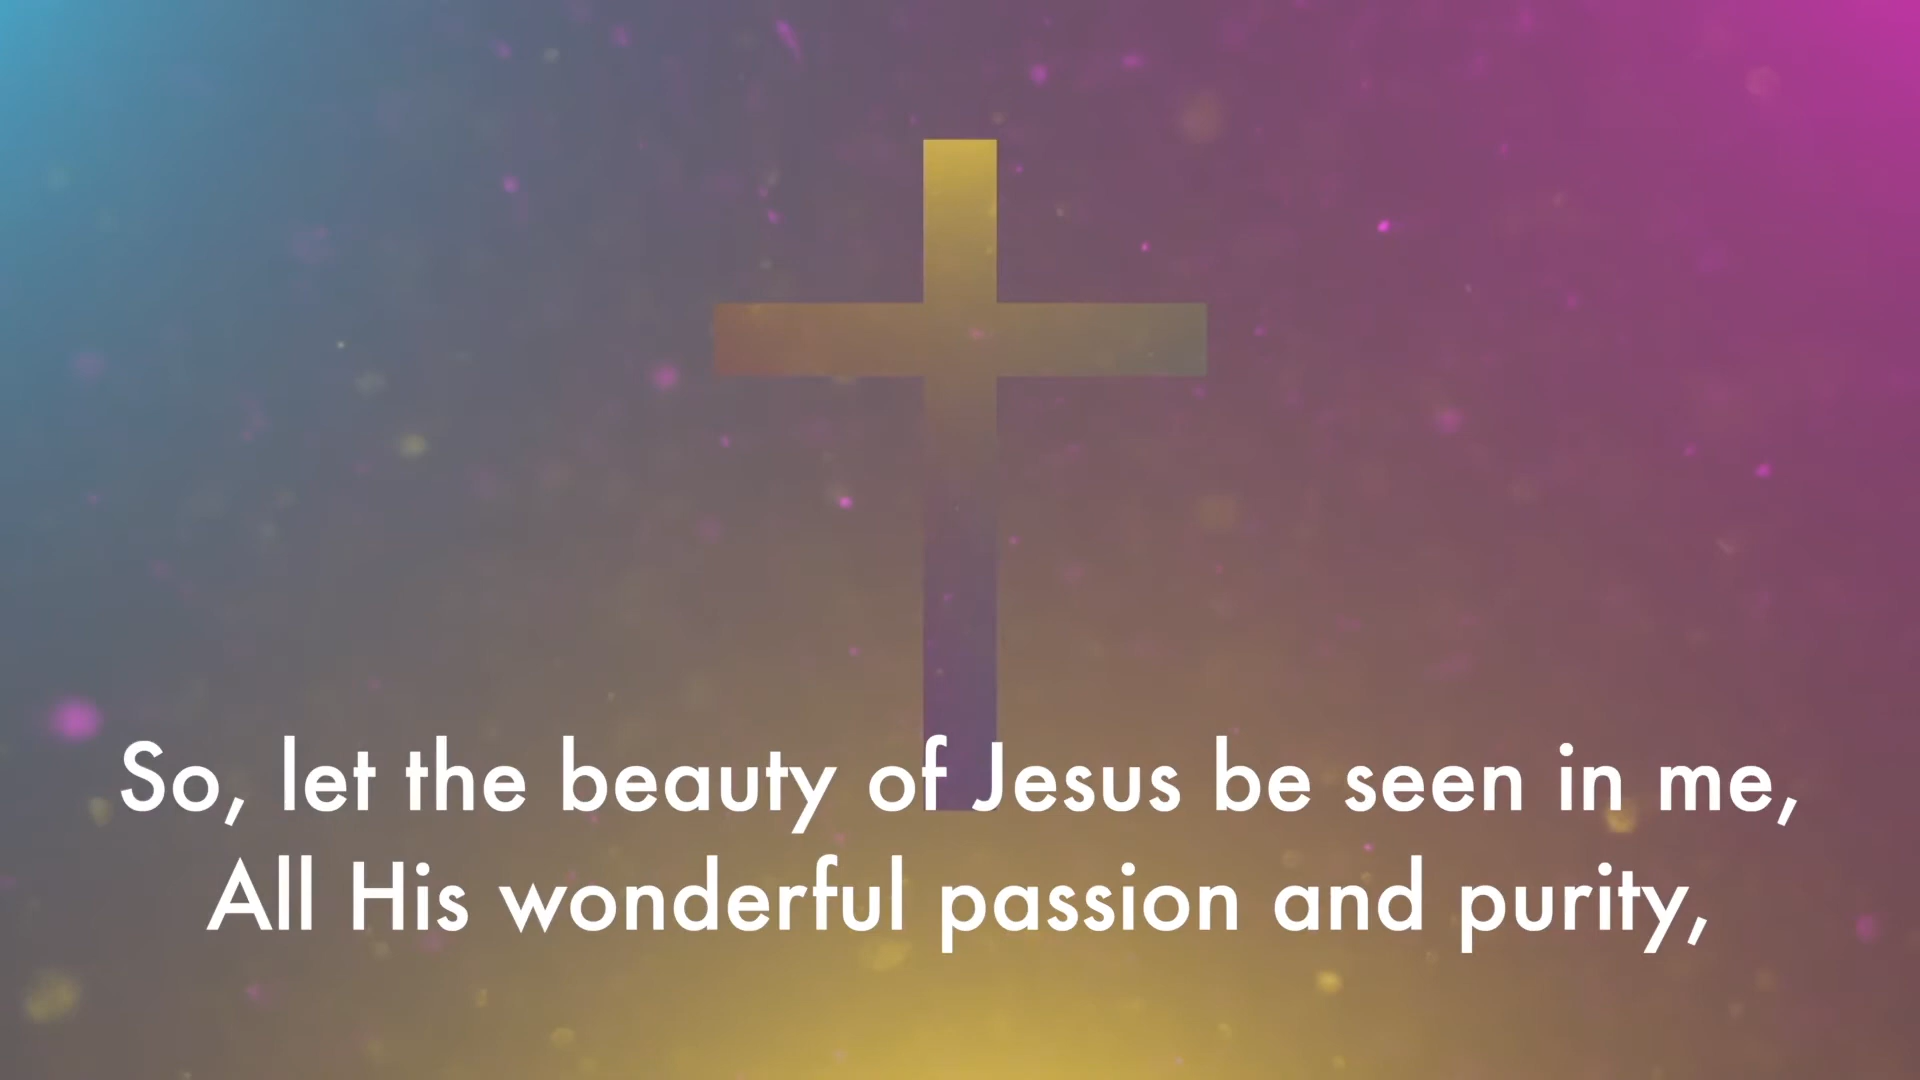 So, let the beauty of Jesus be seen in me,
All His wonderful passion and purity,